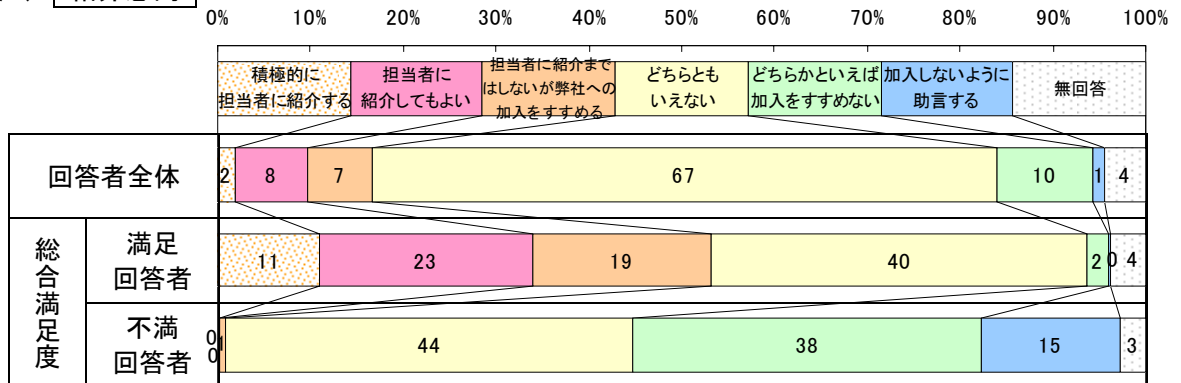 0% 10% 20% 30% 40% 50% 60% 70% 80% 90% 100%
積極的に
担当者に紹介する
担当者に
紹介してもよい
担当者に紹介まで
はしないが弊社への
加入をすすめる
どちらとも
いえない
どちらかといえば
加入をすすめない
加入しないように
助言する
無回答
回答者全体
2 8 7 67 10 1 4
総合満足度
満足
回答者
11 23 19 40 2 0 4
不満
回答者
0 0 1 44 38 15 3